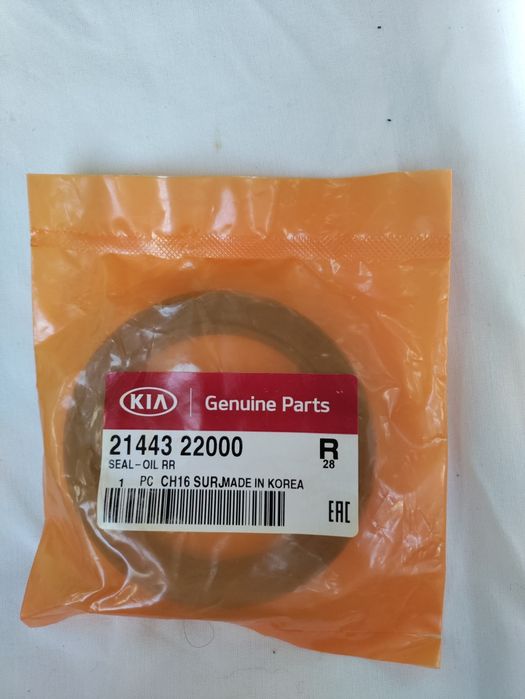 KIA Genuine Parts
21443 22000 R
SEAL-OIL RR 28
1 PC CH16 SURJMADE IN KOREA
EAC